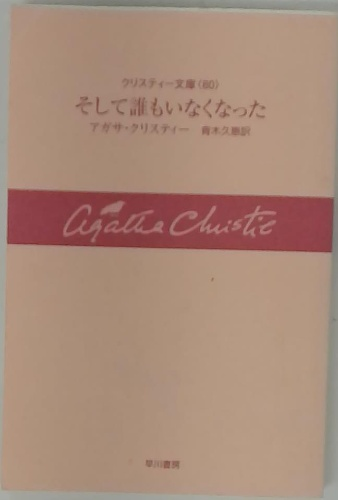 クリスティー文庫〈80〉
そして誰もいなくなった
アガサ・クリスティー 青木久惠訳
Agatha Christie
早川書房